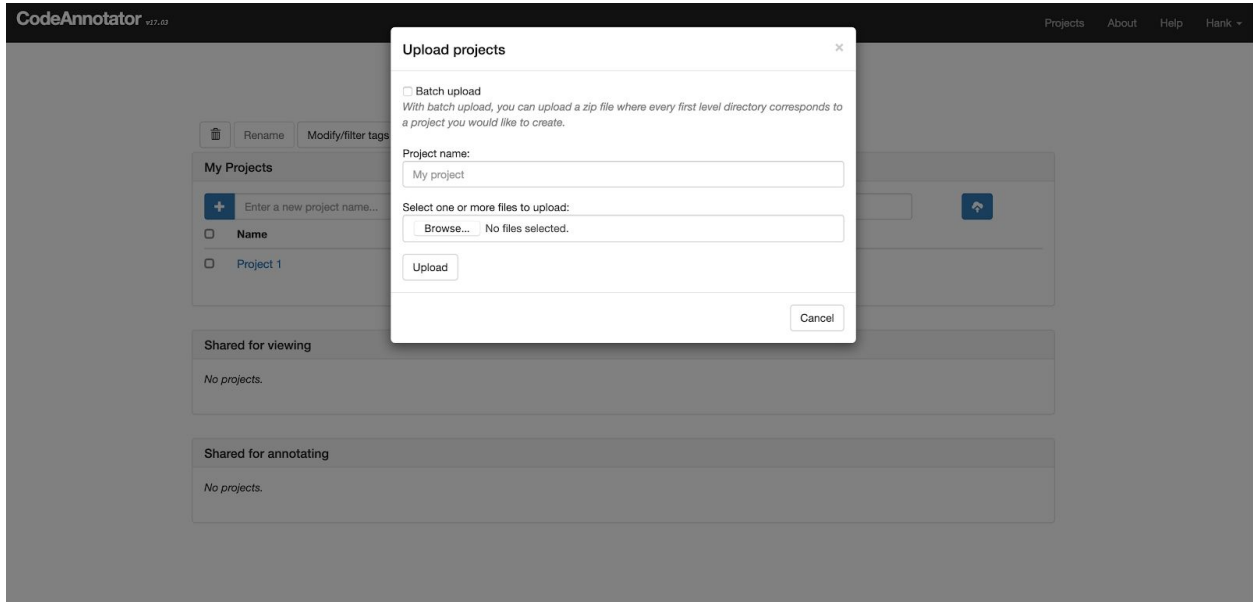 CodeAnnotator v17.03
Projects About Help Hank
Upload projects ×
Batch upload
With batch upload, you can upload a zip file where every first level directory corresponds to
a project you would like to create.
Project name:
My project
Select one or more files to upload:
Browse... No files selected.
Upload
Cancel
Rename Modify/filter tags
My Projects
+ Enter a new project name...
Name
Project 1
Shared for viewing
No projects.
Shared for annotating
No projects.